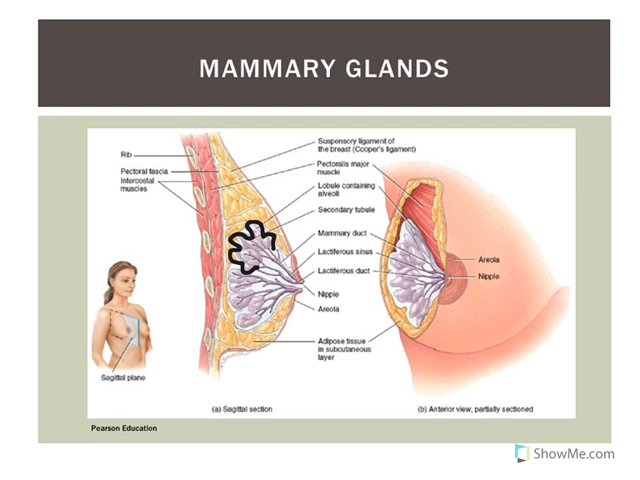 MAMMARY GLANDS
Rib
Pectoral fascia
Intercostal
muscles
Suspensory ligament of
the breast (Cooper's ligament)
Pectoralis major
muscle
Lobule containing
alveoli
Secondary tubule
Mammary duct
Lactiferous sinus
Lactiferous duct
Nipple
Areola
Adipose tissue
in subcutaneous
layer
Areola
Nipple
Sagittal plane
(a) Sagittal section
(b) Anterior view, partially sectioned
Pearson Education
ShowMe.com